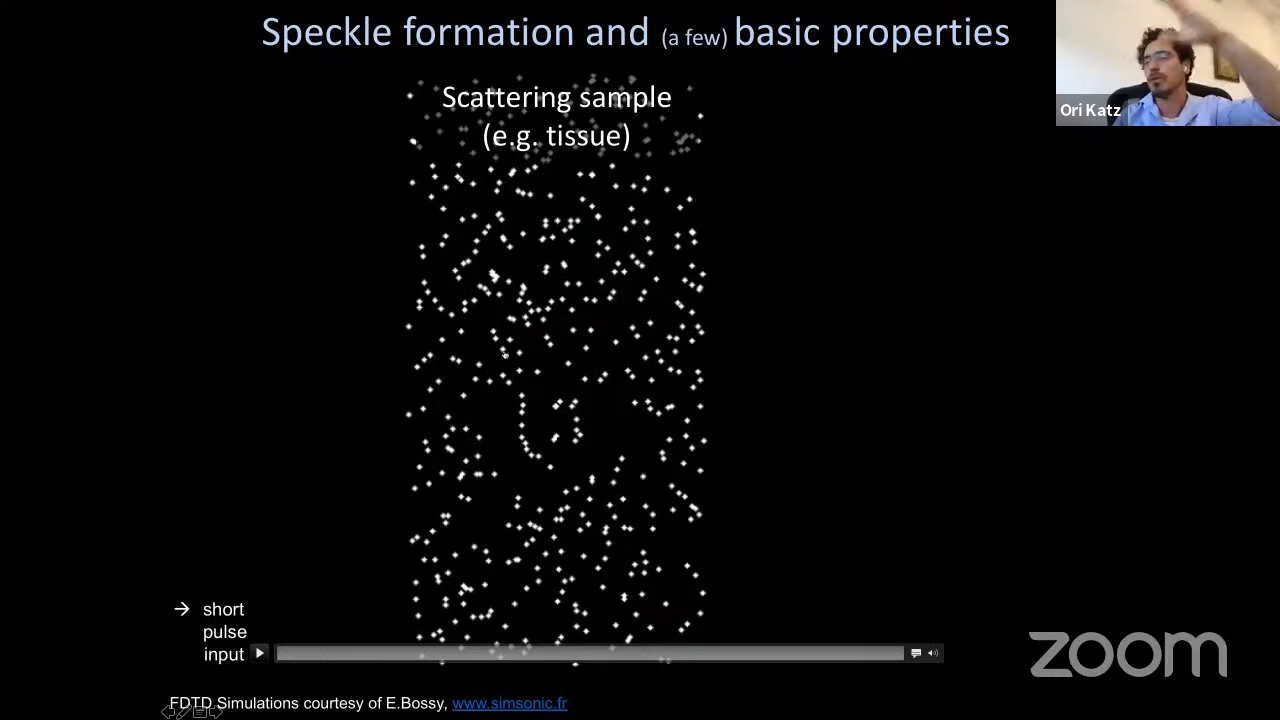 Speckle formation and (a few) basic properties
Scattering sample
(e.g. tissue)
Ori Katz
→ short
pulse
input
zoom
FDTD Simulations courtesy of E.Bossy, www.simsonic.fr